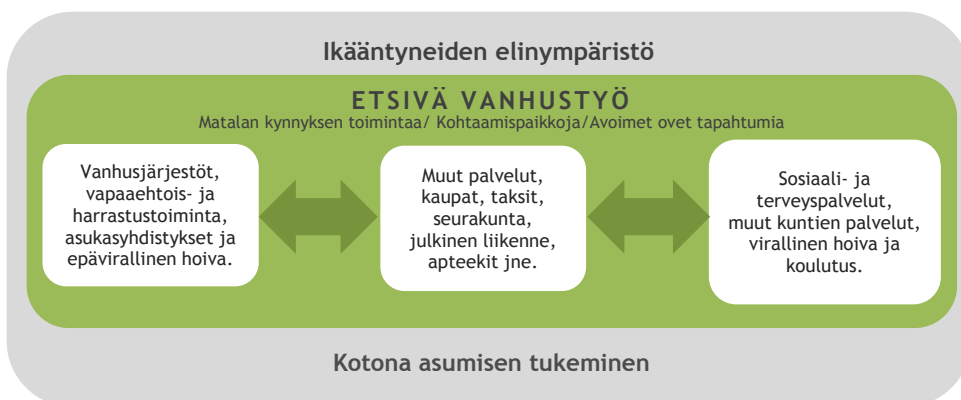 Ikääntyneiden elinympäristö
ETSIVÄ VANHUSTYÖ
Matalan kynnyksen toimintaa/ Kohtaamispaikkoja/Avoimet ovet tapahtumia
Vanhusjärjestöt,
vapaaehtois- ja
harrastustoiminta,
asukasyhdistykset ja
epävirallinen hoiva.
Muut palvelut,
kaupat, taksit,
seurakunta,
julkinen liikenne,
apteekit jne.
Sosiaali- ja
terveyspalvelut,
muut kuntien palvelut,
virallinen hoiva ja
koulutus.
Kotona asumisen tukeminen